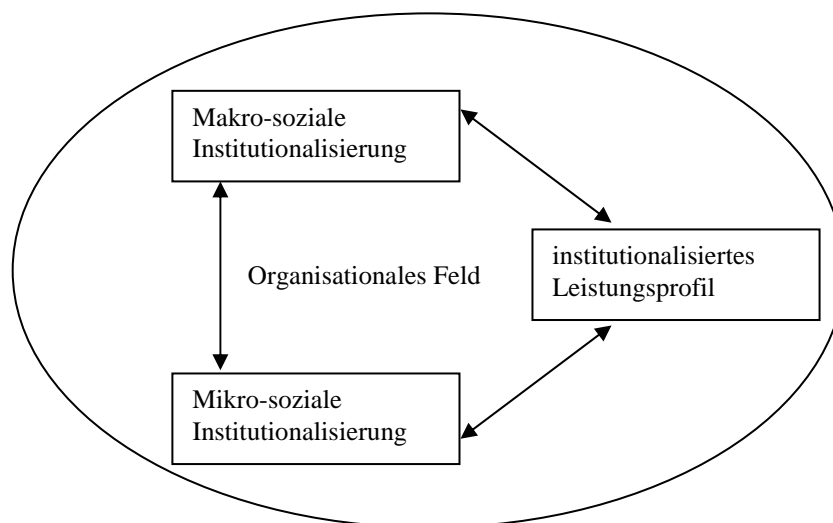 Makro-soziale
Institutionalisierung
institutionalisiertes
Leistungsprofil
Organisationales Feld
Mikro-soziale
Institutionalisierung